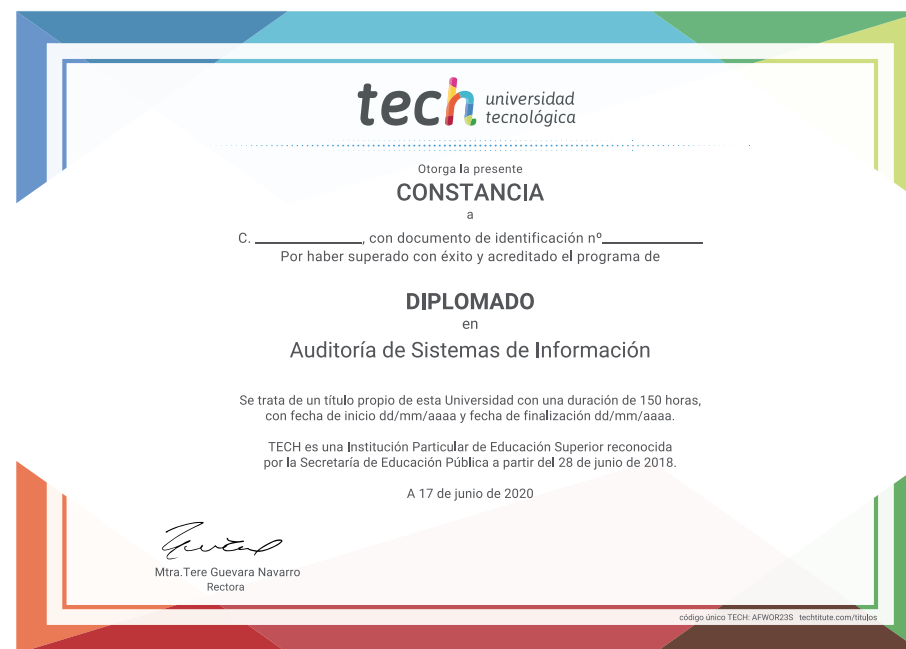 tech universidad
tecnológica
Otorga la presente
CONSTANCIA
a
C. ____________, con documento de identificación nº____________
Por haber superado con éxito y acreditado el programa de
DIPLOMADO
en
Auditoría de Sistemas de Información
Se trata de un título propio de esta Universidad con una duración de 150 horas,
con fecha de inicio dd/mm/aaaa y fecha de finalización dd/mm/aaaa.
TECH es una Institución Particular de Educación Superior reconocida
por la Secretaría de Educación Pública a partir del 28 de junio de 2018.
A 17 de junio de 2020
Mtra.Tere Guevara Navarro
Rectora
código único TECH: AFWOR23S techtitute.com/titulos